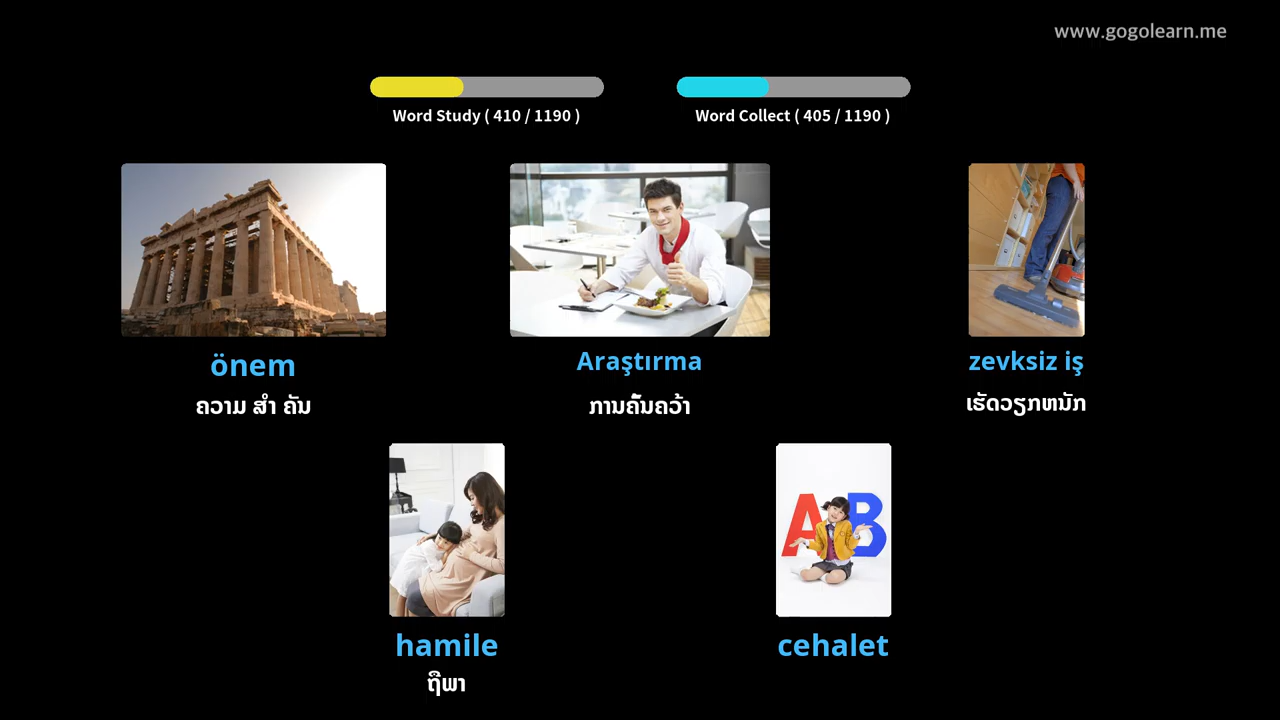 www.gogolearn.me
Word Study ( 410 / 1190 )
Word Collect ( 405 / 1190 )
önem
ຄວາມ ສຳ ຄັນ
Araştırma
ການຄົ້ນຄວ້າ
zevksiz iş
ເຮັດວຽກຫນັກ
hamile
ຖືພາ
cehalet
A B